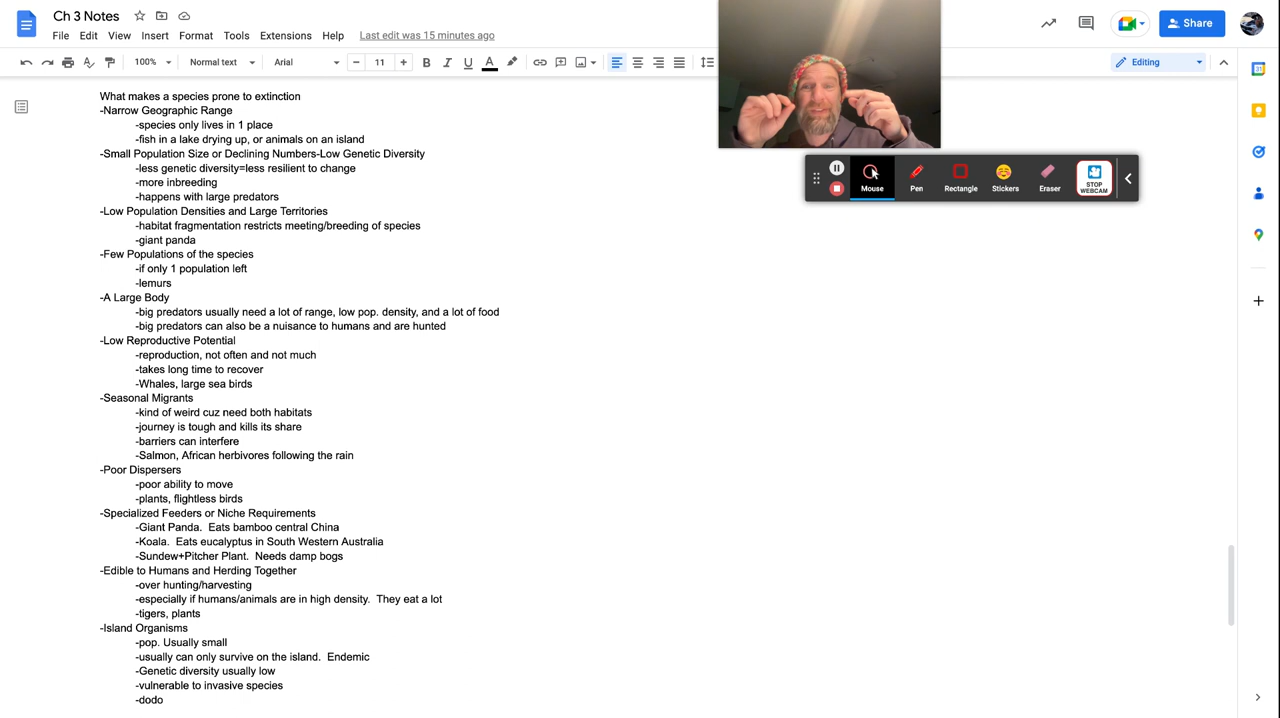 Ch 3 Notes
File Edit View Insert Format Tools Extensions Help Last edit was 15 minutes ago
Share
100% Normal text Arial 11 B I U A Editing
What makes a species prone to extinction
-Narrow Geographic Range
-species only lives in 1 place
-fish in a lake drying up, or animals on an island
-Small Population Size or Declining Numbers-Low Genetic Diversity
-less genetic diversity=less resilient to change
-more inbreeding
-happens with large predators
-Low Population Densities and Large Territories
-habitat fragmentation restricts meeting/breeding of species
-giant panda
-Few Populations of the species
-if only 1 population left
-lemurs
-A Large Body
-big predators usually need a lot of range, low pop. density, and a lot of food
-big predators can also be a nuisance to humans and are hunted
-Low Reproductive Potential
-reproduction, not often and not much
-takes long time to recover
-Whales, large sea birds
-Seasonal Migrants
-kind of weird cuz need both habitats
-journey is tough and kills its share
-barriers can interfere
-Salmon, African herbivores following the rain
-Poor Dispersers
-poor ability to move
-plants, flightless birds
-Specialized Feeders or Niche Requirements
-Giant Panda.  Eats bamboo central China
-Koala.  Eats eucalyptus in South Western Australia
-Sundew+Pitcher Plant.  Needs damp bogs
-Edible to Humans and Herding Together
-over hunting/harvesting
-especially if humans/animals are in high density.  They eat a lot
-tigers, plants
-Island Organisms
-pop. Usually small
-usually can only survive on the island.  Endemic
-Genetic diversity usually low
-vulnerable to invasive species
-dodo
Mouse Pen Rectangle Stickers Eraser STOP WEBCAM
31